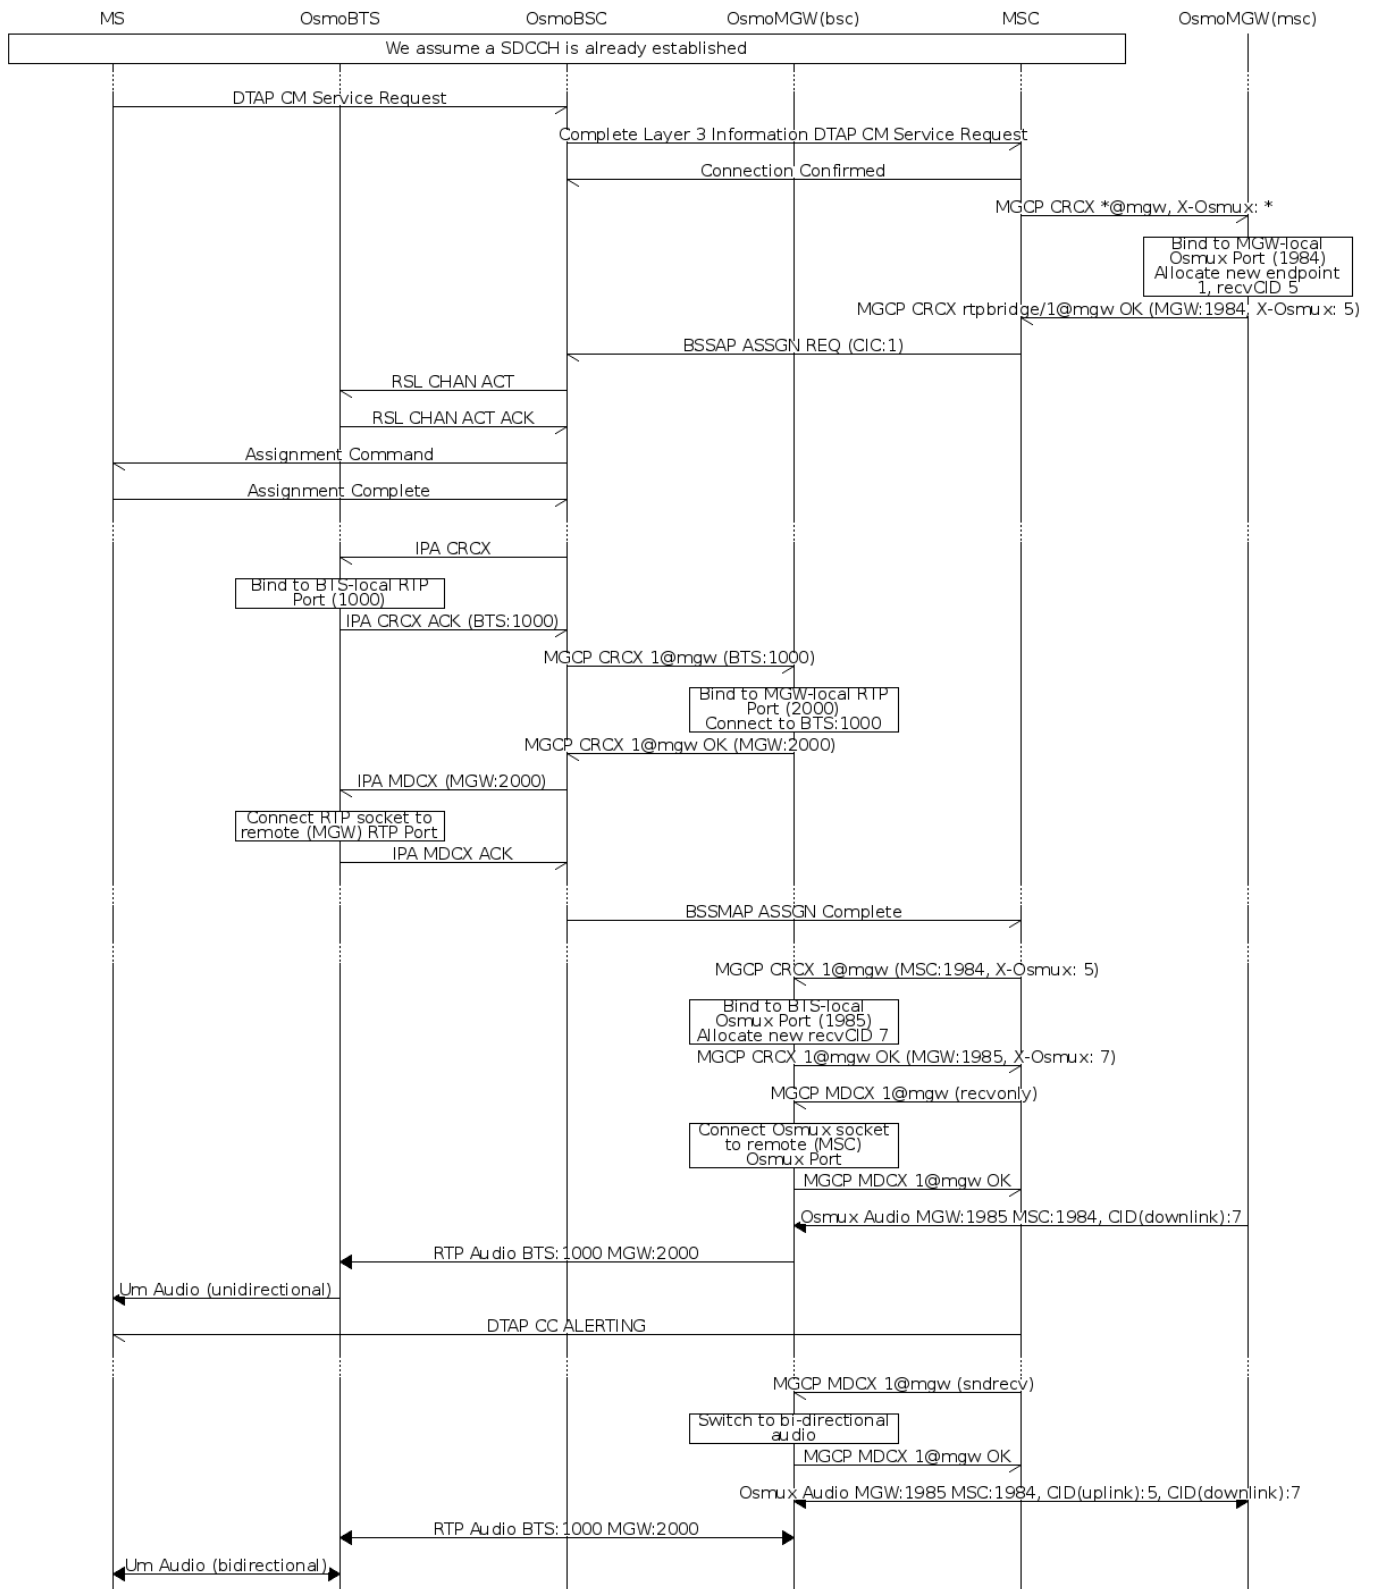 MS OsmoBTS OsmoBSC OsmoMGW(bsc) MSC OsmoMGW(msc)
We assume a SDCCH is already established
DTAP CM Service Request
Complete Layer 3 Information DTAP CM Service Request
Connection Confirmed
MGCP CRCX *@mgw, X-Osmux: *
Bind to MGW-local
Osmux Port (1984)
Allocate new endpoint
1, recvCID 5
MGCP CRCX rtpbridge/1@mgw OK (MGW:1984, X-Osmux: 5)
BSSAP ASSGN REQ (CIC:1)
RSL CHAN ACT
RSL CHAN ACT ACK
Assignment Command
Assignment Complete
IPA CRCX
Bind to BTS-local RTP
Port (1000)
IPA CRCX ACK (BTS:1000)
MGCP CRCX 1@mgw (BTS:1000)
Bind to MGW-local RTP
Port (2000)
Connect to BTS:1000
MGCP CRCX 1@mgw OK (MGW:2000)
IPA MDCX (MGW:2000)
Connect RTP socket to
remote (MGW) RTP Port
IPA MDCX ACK
BSSMAP ASSGN Complete
MGCP CRCX 1@mgw (MSC:1984, X-Osmux: 5)
Bind to BTS-local
Osmux Port (1985)
Allocate new recvCID 7
MGCP CRCX 1@mgw OK (MGW:1985, X-Osmux: 7)
MGCP MDCX 1@mgw (recvonly)
Connect Osmux socket
to remote (MSC)
Osmux Port
MGCP MDCX 1@mgw OK
Osmux Audio MGW:1985 MSC:1984, CID(downlink):7
RTP Audio BTS:1000 MGW:2000
Um Audio (unidirectional)
DTAP CC ALERTING
MGCP MDCX 1@mgw (sndrecv)
Switch to bi-directional
audio
MGCP MDCX 1@mgw OK
Osmux Audio MGW:1985 MSC:1984, CID(uplink):5, CID(downlink):7
RTP Audio BTS:1000 MGW:2000
Um Audio (bidirectional)